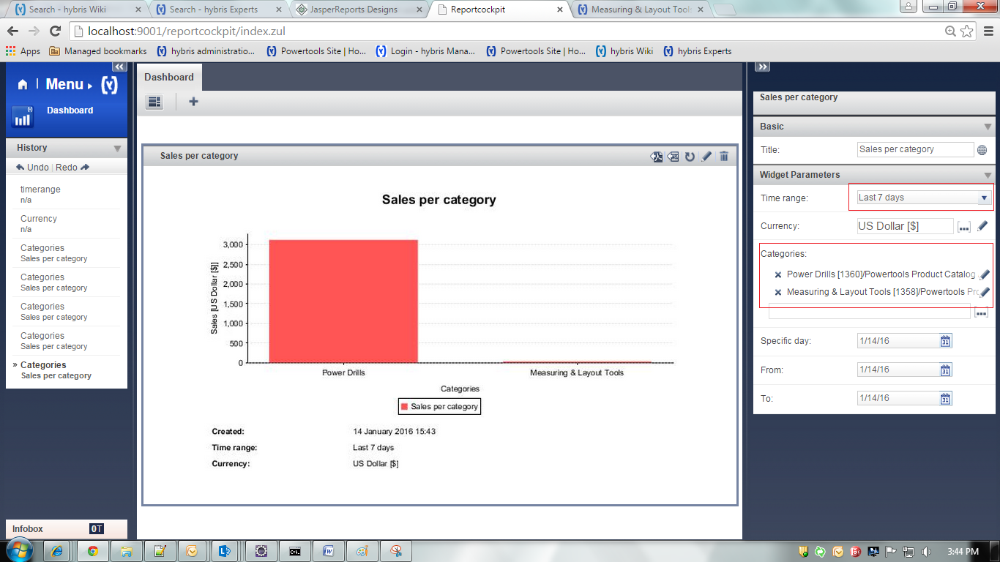 Search - hybris Wiki
Search - hybris Experts
JasperReports Designs
Reportcockpit
Measuring & Layout Tools
localhost:9001/reportcockpit/index.zul
Apps
Managed bookmarks
hybris administratio...
Powertools Site | Ho...
Login - hybris Mana...
Powertools Site | Ho...
hybris Wiki
hybris Experts
Menu
Dashboard
History
Undo | Redo
timerange
n/a
Currency
n/a
Categories
Sales per category
Categories
Sales per category
Categories
Sales per category
Categories
Sales per category
» Categories
Sales per category
Infobox 0T
Dashboard
Sales per category
Sales per category
Sales [US Dollar [$]]
3,000
2,500
2,000
1,500
1,000
500
0
Power Drills
Measuring & Layout Tools
Categories
Sales per category
Created: 14 January 2016 15:43
Time range: Last 7 days
Currency: US Dollar [$]
Sales per category
Basic
Title: Sales per category
Widget Parameters
Time range: Last 7 days
Currency: US Dollar [$] ...
Categories:
Power Drills [1360]/Powertools Product Catalog
Measuring & Layout Tools [1358]/Powertools Pro
...
Specific day: 1/14/16 31
From: 1/14/16 31
To: 1/14/16 31
3:44 PM